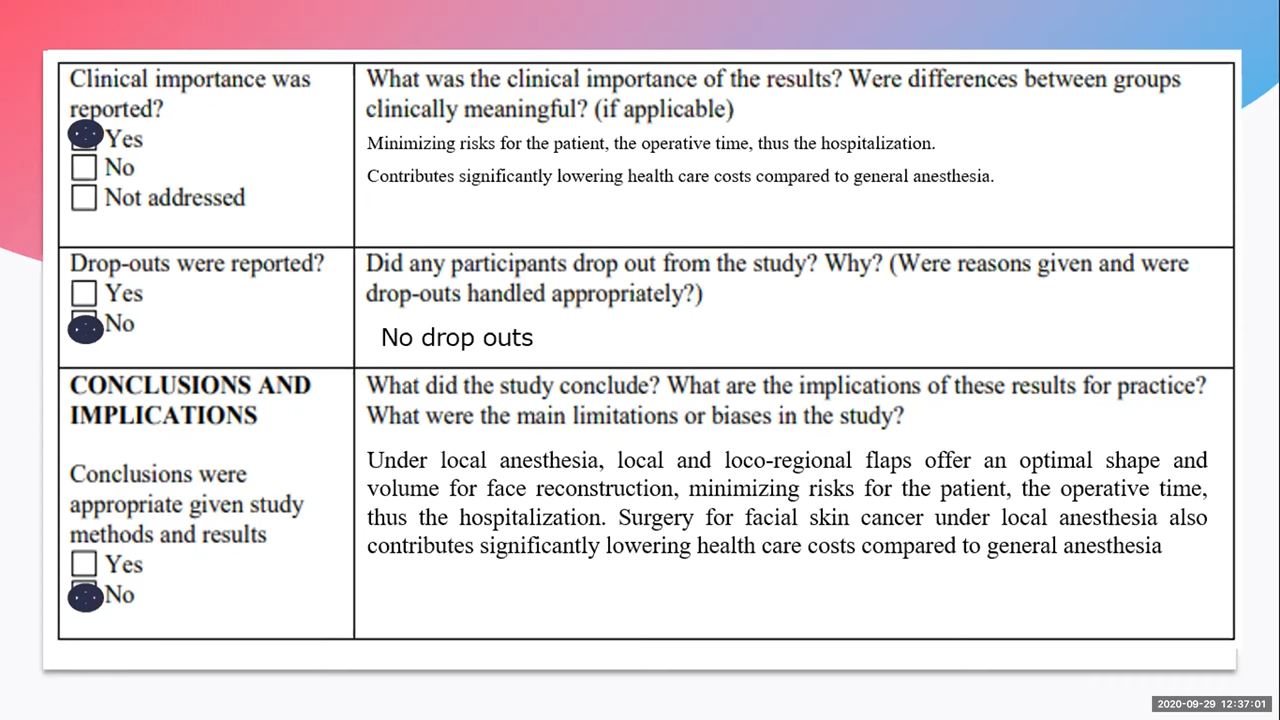 Clinical importance was
reported?
Yes
No
Not addressed
What was the clinical importance of the results? Were differences between groups
clinically meaningful? (if applicable)
Minimizing risks for the patient, the operative time, thus the hospitalization.
Contributes significantly lowering health care costs compared to general anesthesia.
Drop-outs were reported?
Yes
No
Did any participants drop out from the study? Why? (Were reasons given and were
drop-outs handled appropriately?)
No drop outs
CONCLUSIONS AND
IMPLICATIONS
Conclusions were
appropriate given study
methods and results
Yes
No
What did the study conclude? What are the implications of these results for practice?
What were the main limitations or biases in the study?
Under local anesthesia, local and loco-regional flaps offer an optimal shape and
volume for face reconstruction, minimizing risks for the patient, the operative time,
thus the hospitalization. Surgery for facial skin cancer under local anesthesia also
contributes significantly lowering health care costs compared to general anesthesia
2020-09-29 12:37:01